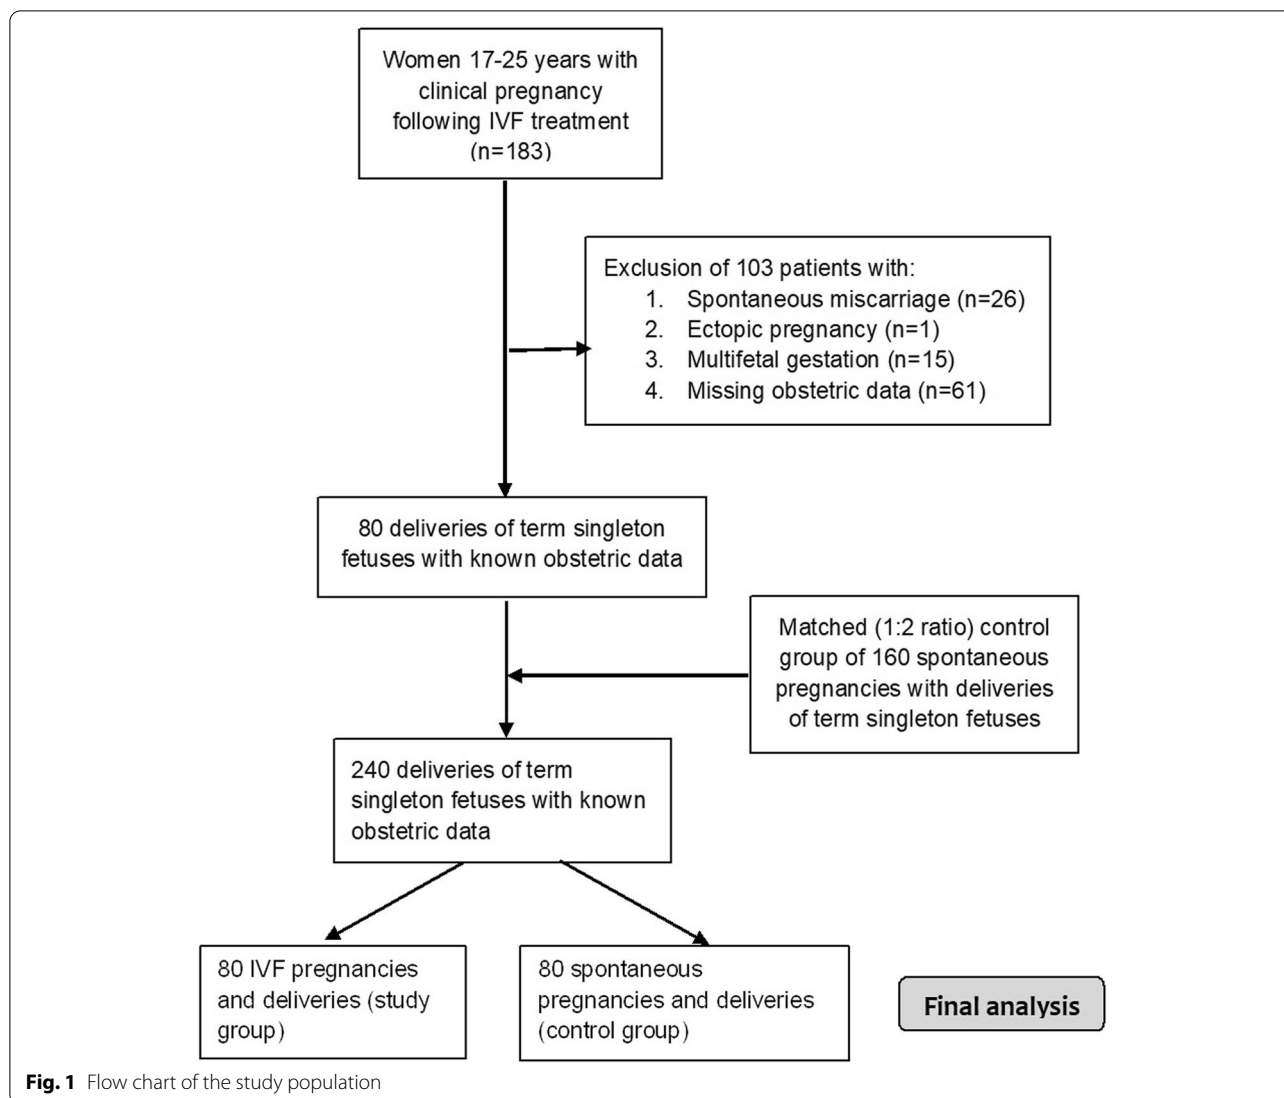 Women 17-25 years with
clinical pregnancy
following IVF treatment
(n=183)
Exclusion of 103 patients with:
1. Spontaneous miscarriage (n=26)
2. Ectopic pregnancy (n=1)
3. Multifetal gestation (n=15)
4. Missing obstetric data (n=61)
80 deliveries of term singleton
fetuses with known obstetric data
Matched (1:2 ratio) control
group of 160 spontaneous
pregnancies with deliveries
of term singleton fetuses
240 deliveries of term
singleton fetuses with known
obstetric data
80 IVF pregnancies
and deliveries (study
group)
80 spontaneous
pregnancies and deliveries
(control group)
Final analysis
Fig. 1 Flow chart of the study population